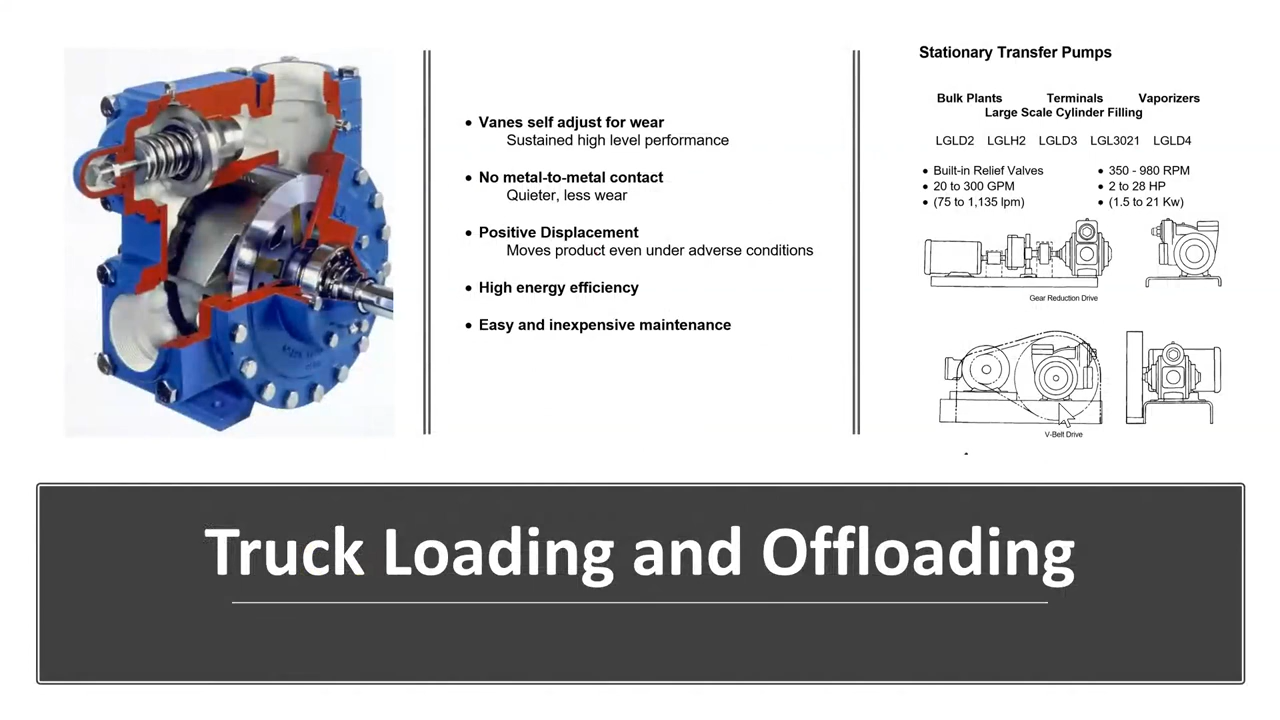 • Vanes self adjust for wear
Sustained high level performance
• No metal-to-metal contact
Quieter, less wear
• Positive Displacement
Moves product even under adverse conditions
• High energy efficiency
• Easy and inexpensive maintenance
Stationary Transfer Pumps
Bulk Plants Terminals Vaporizers
Large Scale Cylinder Filling
LGLD2 LGLH2 LGLD3 LGL3021 LGLD4
• Built-in Relief Valves
• 20 to 300 GPM
• (75 to 1,135 lpm)
• 350 - 980 RPM
• 2 to 28 HP
• (1.5 to 21 Kw)
Gear Reduction Drive
V-Belt Drive
Truck Loading and Offloading